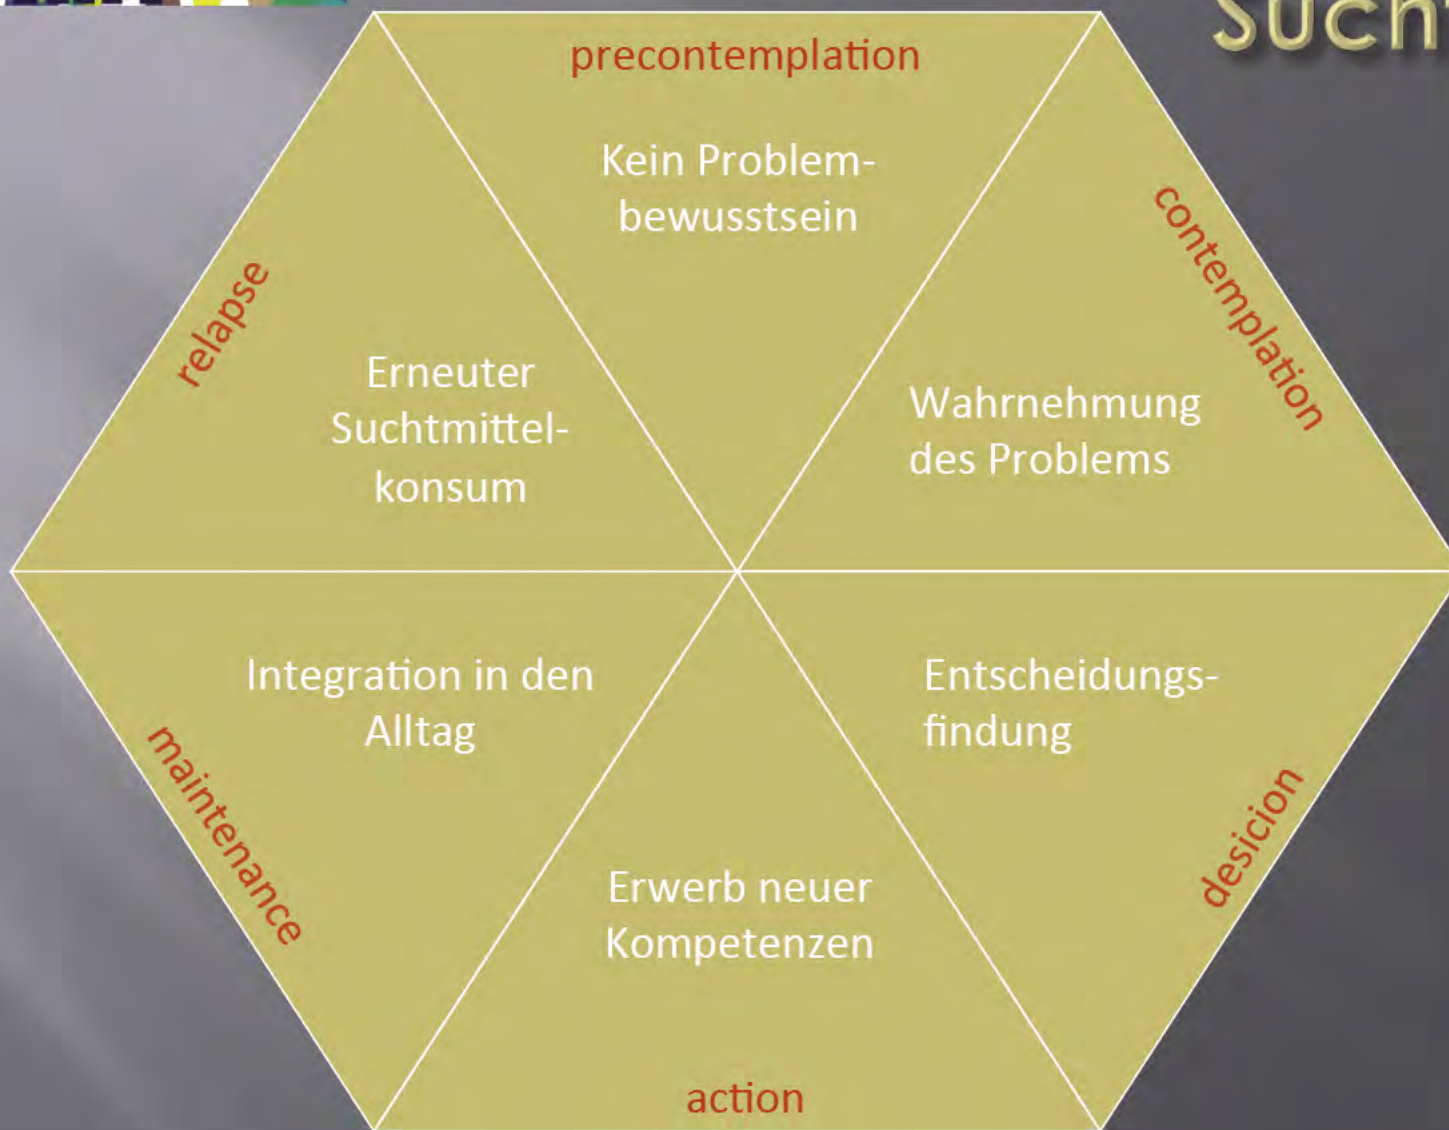 Sucht
precontemplation
Kein Problem-
bewusstsein
contemplation
Wahrnehmung
des Problems
Entscheidungs-
findung
desicion
Erwerb neuer
Kompetenzen
action
Integration in den
Alltag
maintenance
Erneuter
Suchtmittel-
konsum
relapse